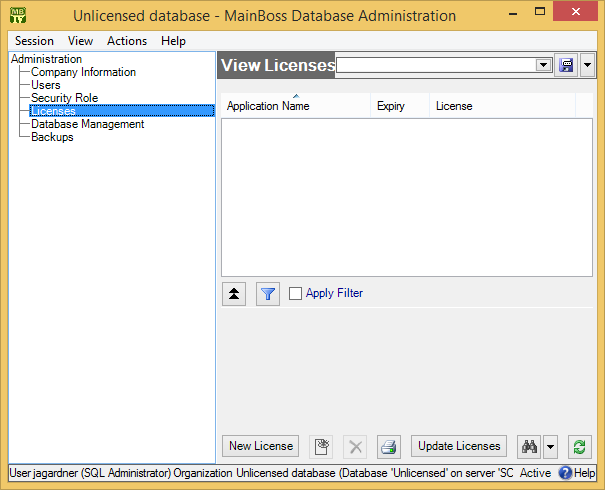 Unlicensed database - MainBoss Database Administration
Session View Actions Help
Administration
Company Information
Users
Security Role
Licenses
Database Management
Backups
View Licenses
Application Name Expiry License
Apply Filter
New License Update Licenses
User jagardner (SQL Administrator) Organization Unlicensed database (Database 'Unlicensed' on server 'SC Active Help